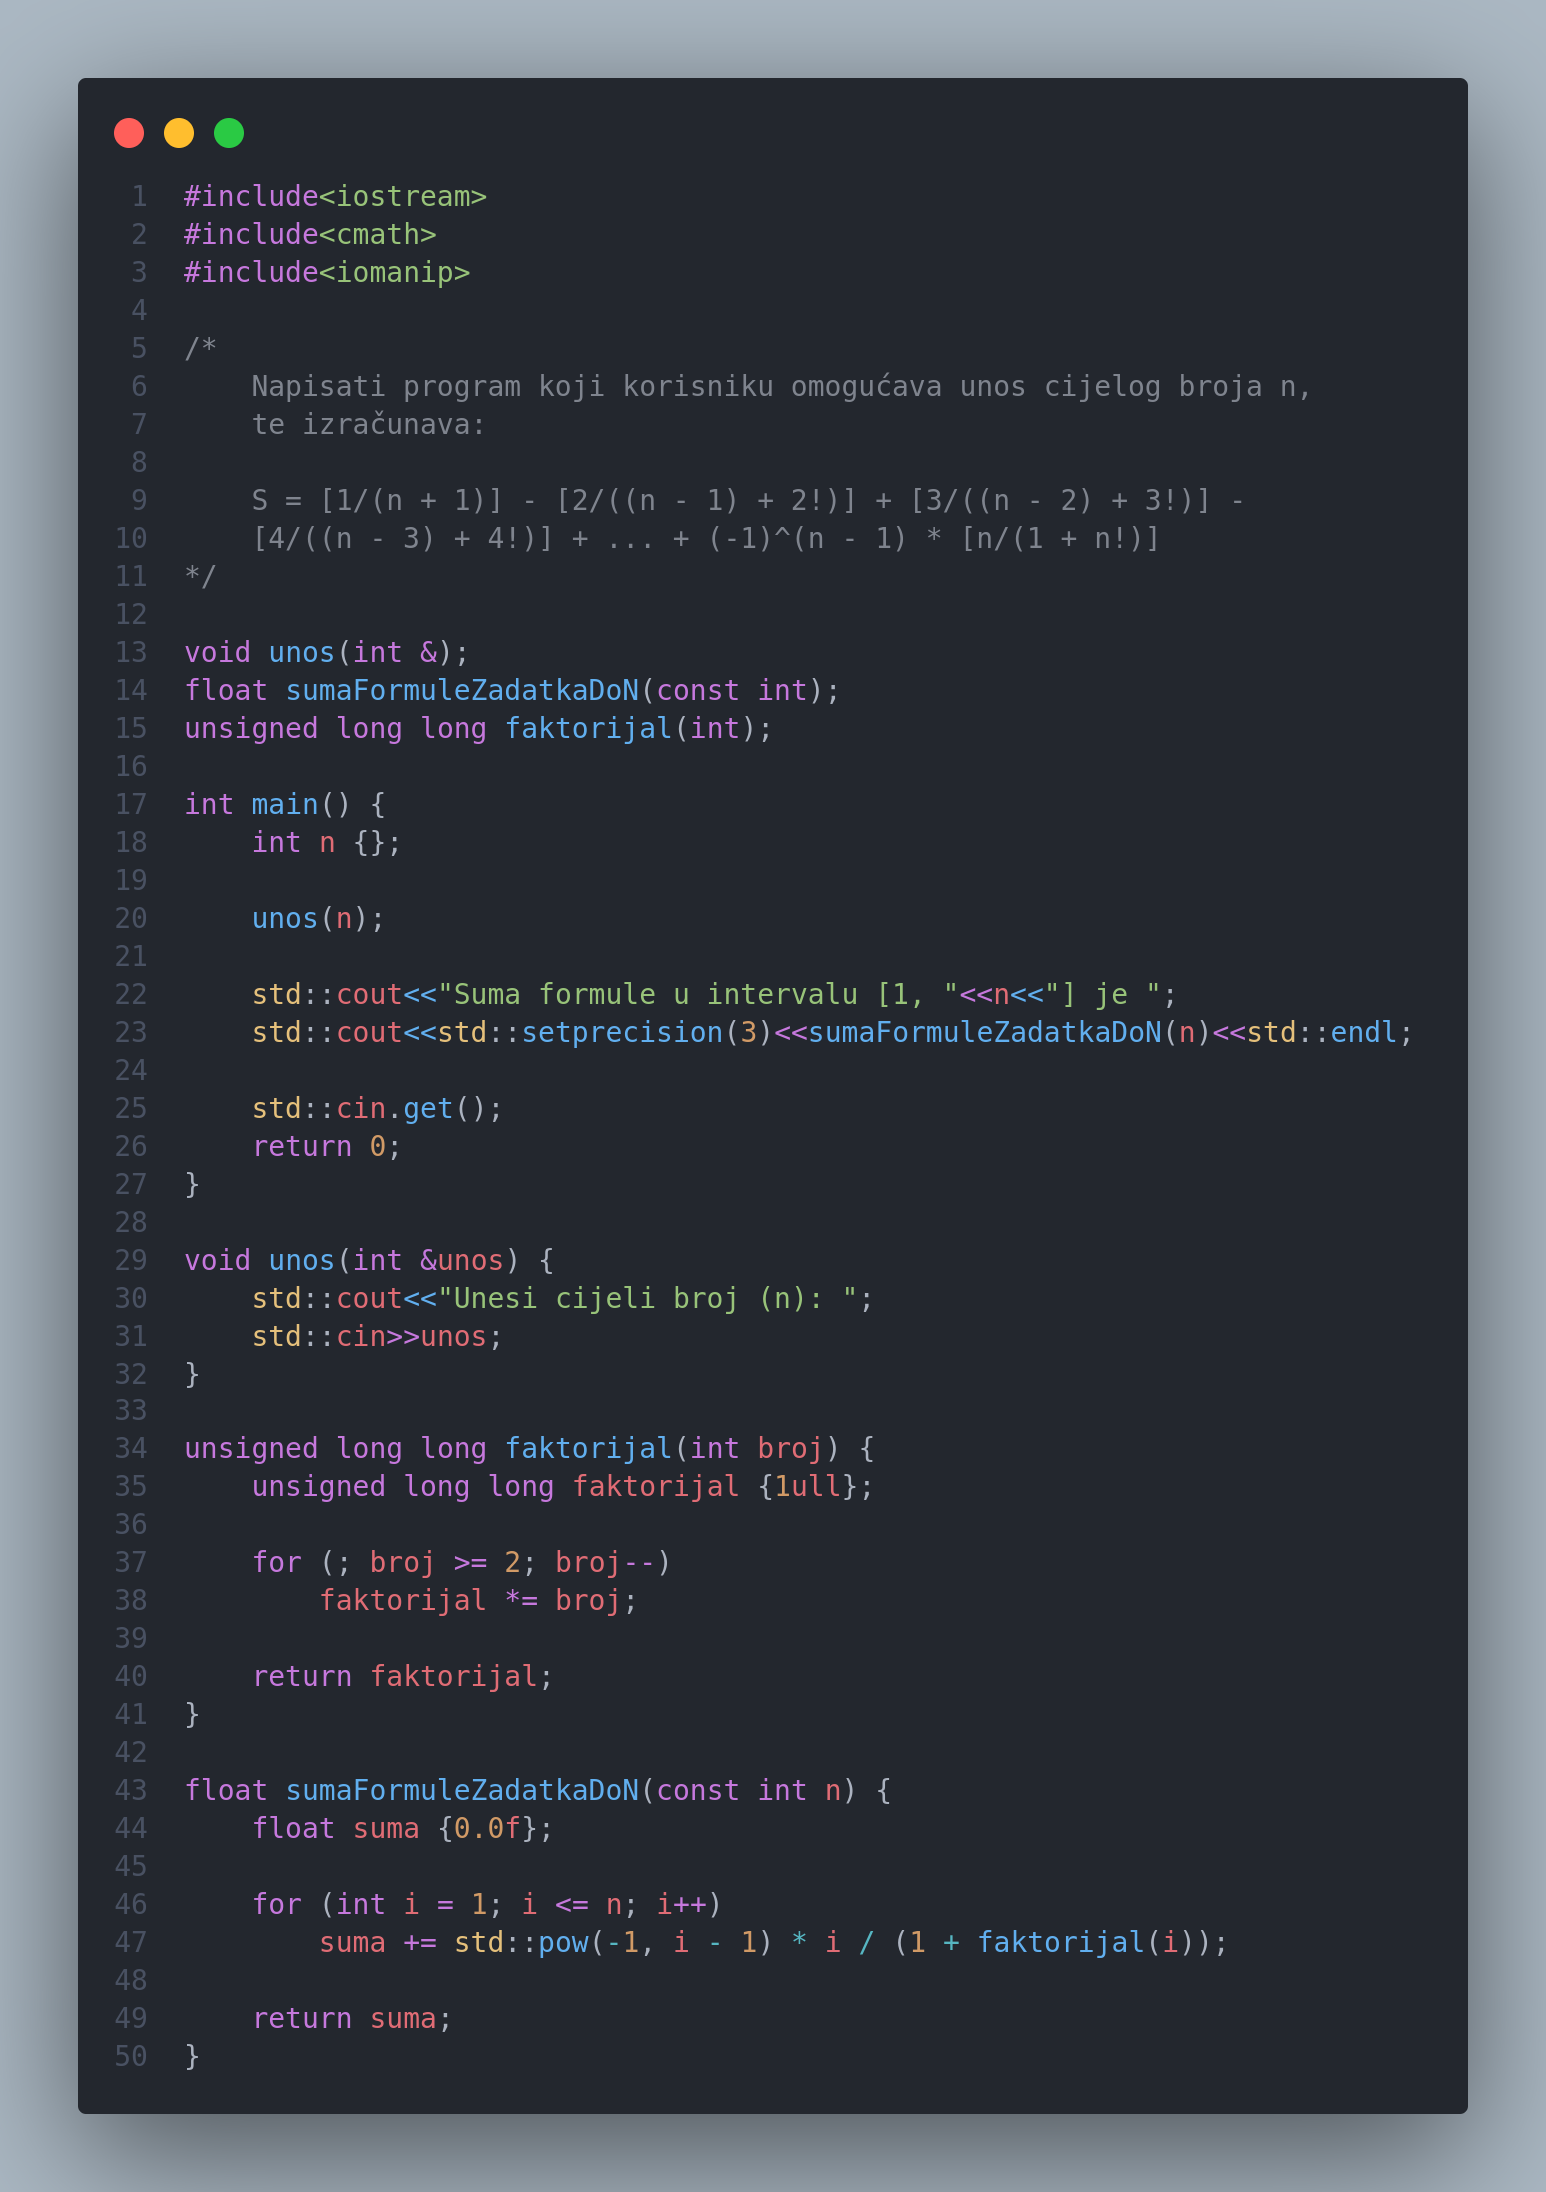 1 #include<iostream>
2 #include<cmath>
3 #include<iomanip>
4
5 /*
6     Napisati program koji korisniku omogućava unos cijelog broja n,
7     te izračunava:
8
9     S = [1/(n + 1)] - [2/((n - 1) + 2!)] + [3/((n - 2) + 3!)] -
10     [4/((n - 3) + 4!)] + ... + (-1)^(n - 1) * [n/(1 + n!)]
11 */
12
13 void unos(int &);
14 float sumaFormuleZadatkaDoN(const int);
15 unsigned long long faktorijal(int);
16
17 int main() {
18     int n {};
19
20     unos(n);
21
22     std::cout<<"Suma formule u intervalu [1, "<<n<<"] je ";
23     std::cout<<std::setprecision(3)<<sumaFormuleZadatkaDoN(n)<<std::endl;
24
25     std::cin.get();
26     return 0;
27 }
28
29 void unos(int &unos) {
30     std::cout<<"Unesi cijeli broj (n): ";
31     std::cin>>unos;
32 }
33
34 unsigned long long faktorijal(int broj) {
35     unsigned long long faktorijal {1ull};
36
37     for (; broj >= 2; broj--)
38         faktorijal *= broj;
39
40     return faktorijal;
41 }
42
43 float sumaFormuleZadatkaDoN(const int n) {
44     float suma {0.0f};
45
46     for (int i = 1; i <= n; i++)
47         suma += std::pow(-1, i - 1) * i / (1 + faktorijal(i));
48
49     return suma;
50 }